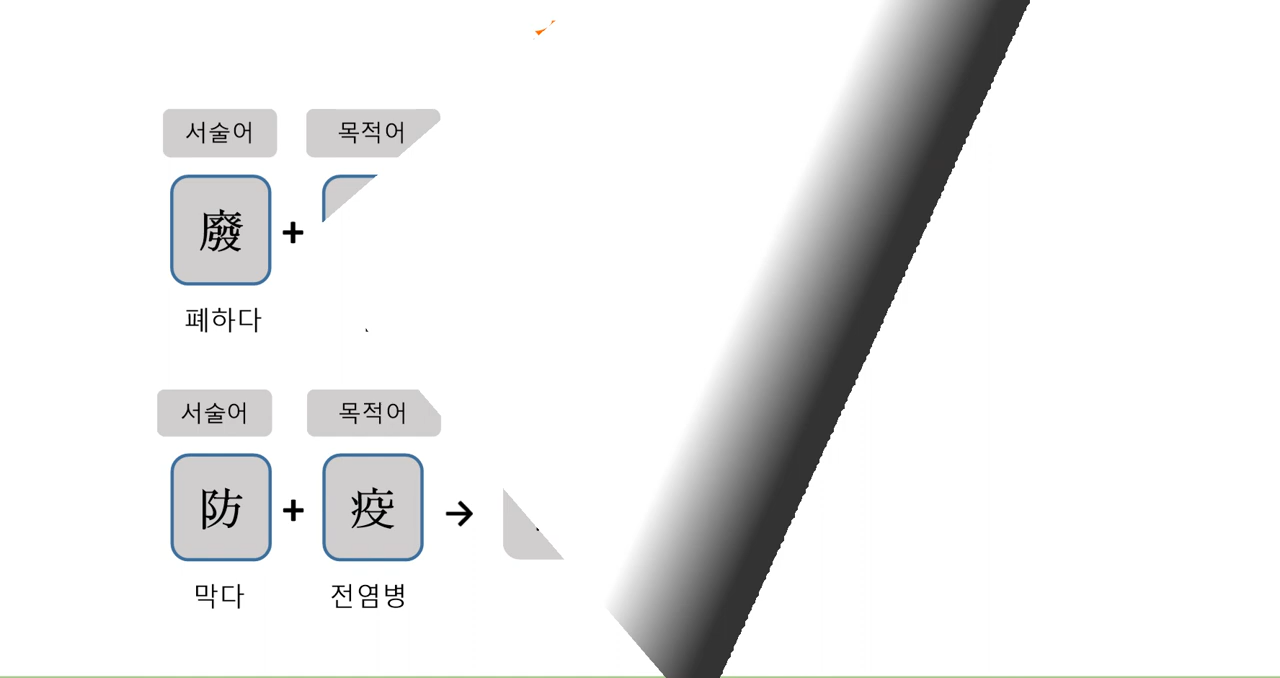 서술어 목적어
廢 +
폐하다
서술어 목적어
防 + 疫 →
막다 전염병